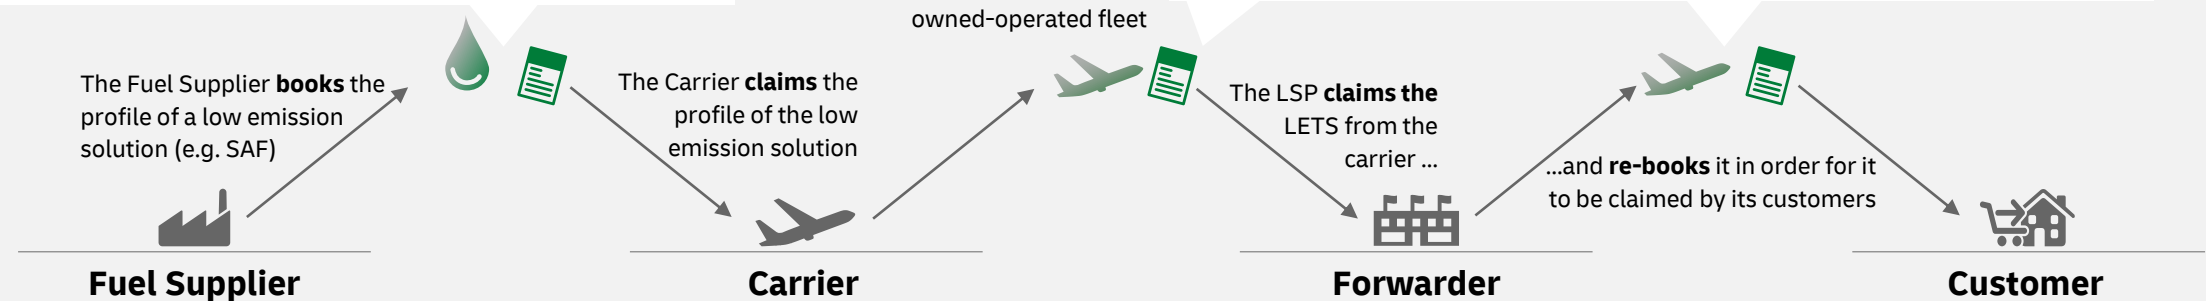 owned-operated fleet
The Fuel Supplier books the
profile of a low emission
solution (e.g. SAF)
The Carrier claims the
profile of the low
emission solution
The LSP claims the
LETS from the
carrier ...
...and re-books it in order for it
to be claimed by its customers
Fuel Supplier
Carrier
Forwarder
Customer